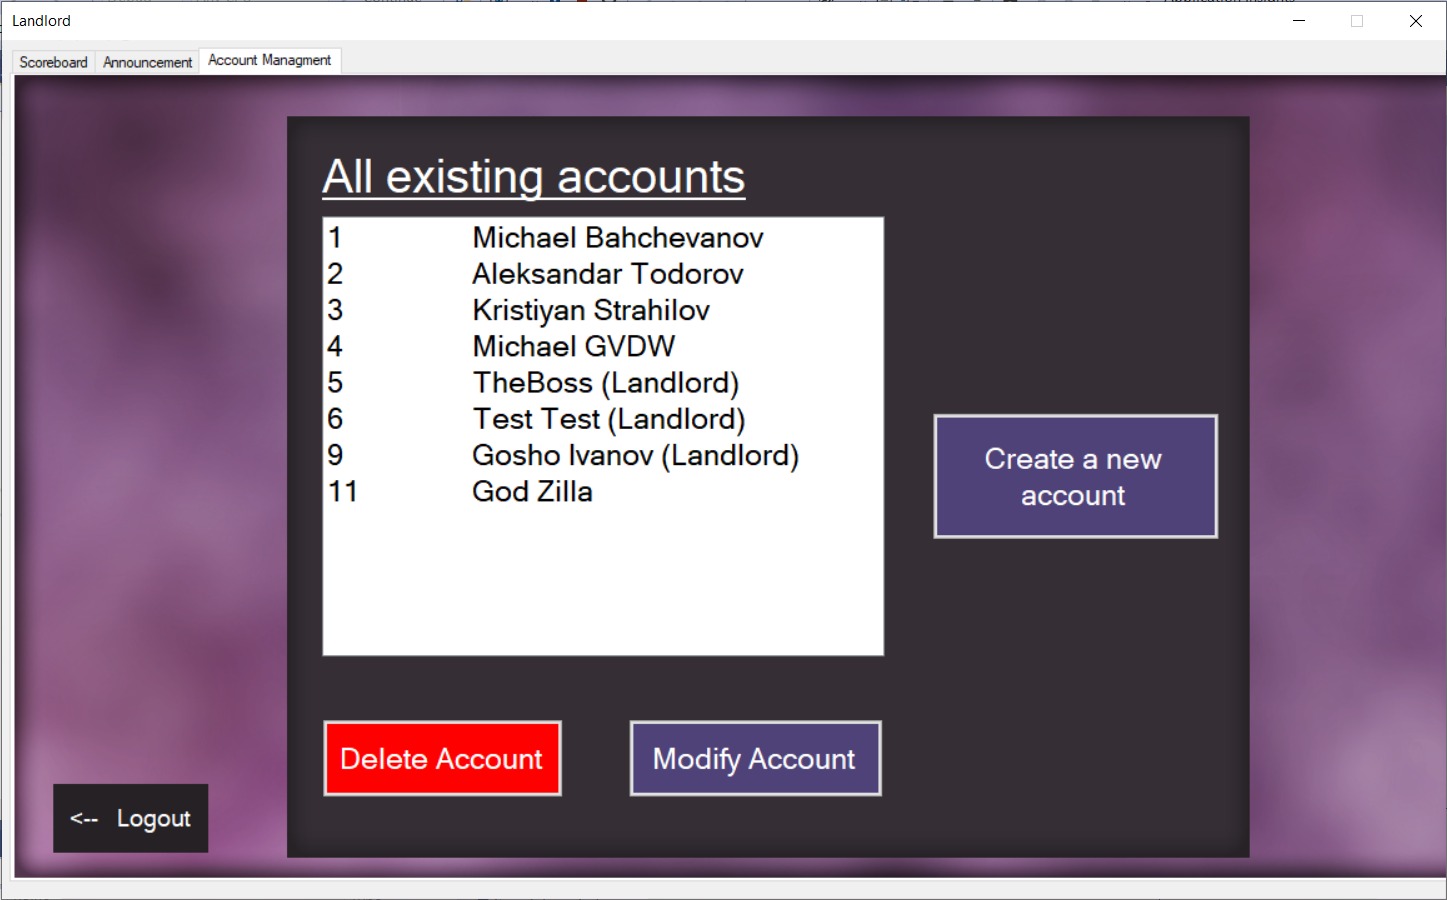 Landlord
Scoreboard Announcement Account Managment
All existing accounts
1 Michael Bahchevanov
2 Aleksandar Todorov
3 Kristiyan Strahilov
4 Michael GVDW
5 TheBoss (Landlord)
6 Test Test (Landlord)
9 Gosho Ivanov (Landlord)
11 God Zilla
Create a new
account
Delete Account Modify Account
<-- Logout